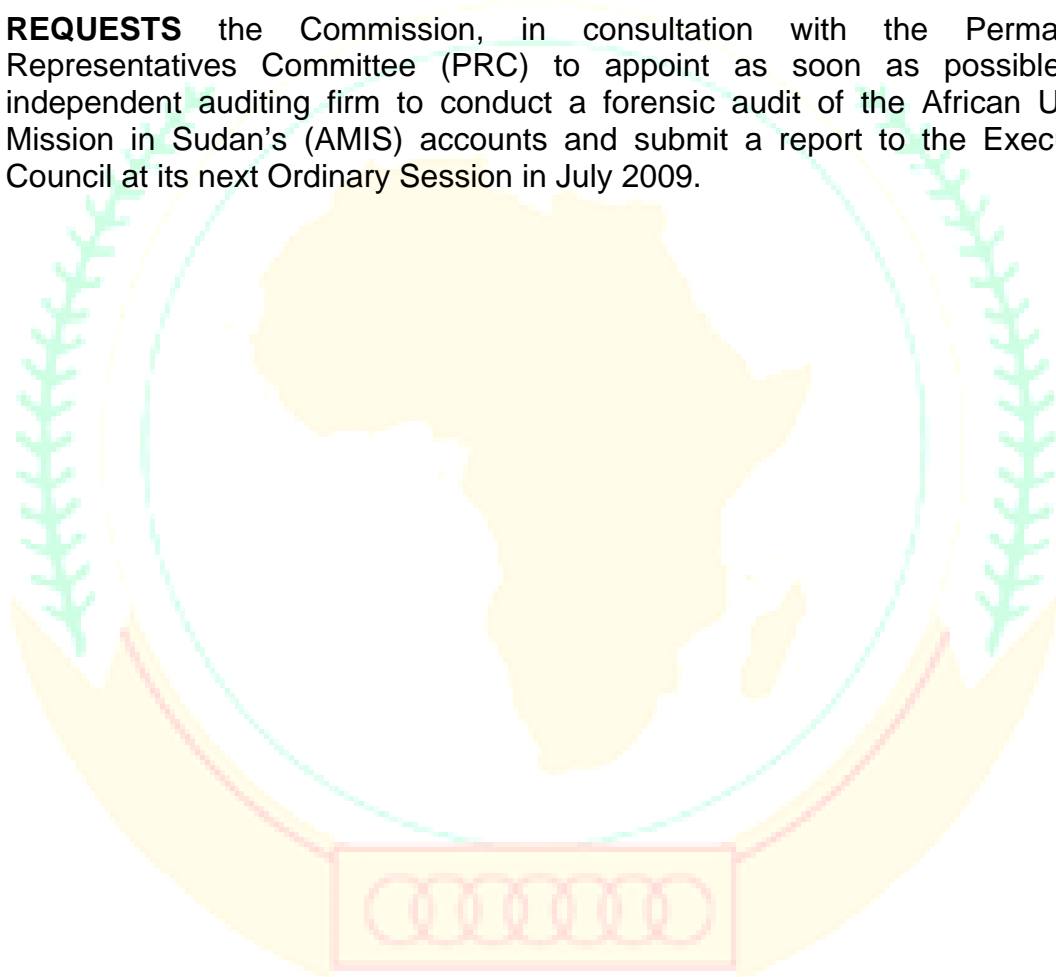 REQUESTS the Commission, in consultation with the Perma
Representatives Committee (PRC) to appoint as soon as possible
independent auditing firm to conduct a forensic audit of the African U
Mission in Sudan's (AMIS) accounts and submit a report to the Exec
Council at its next Ordinary Session in July 2009.